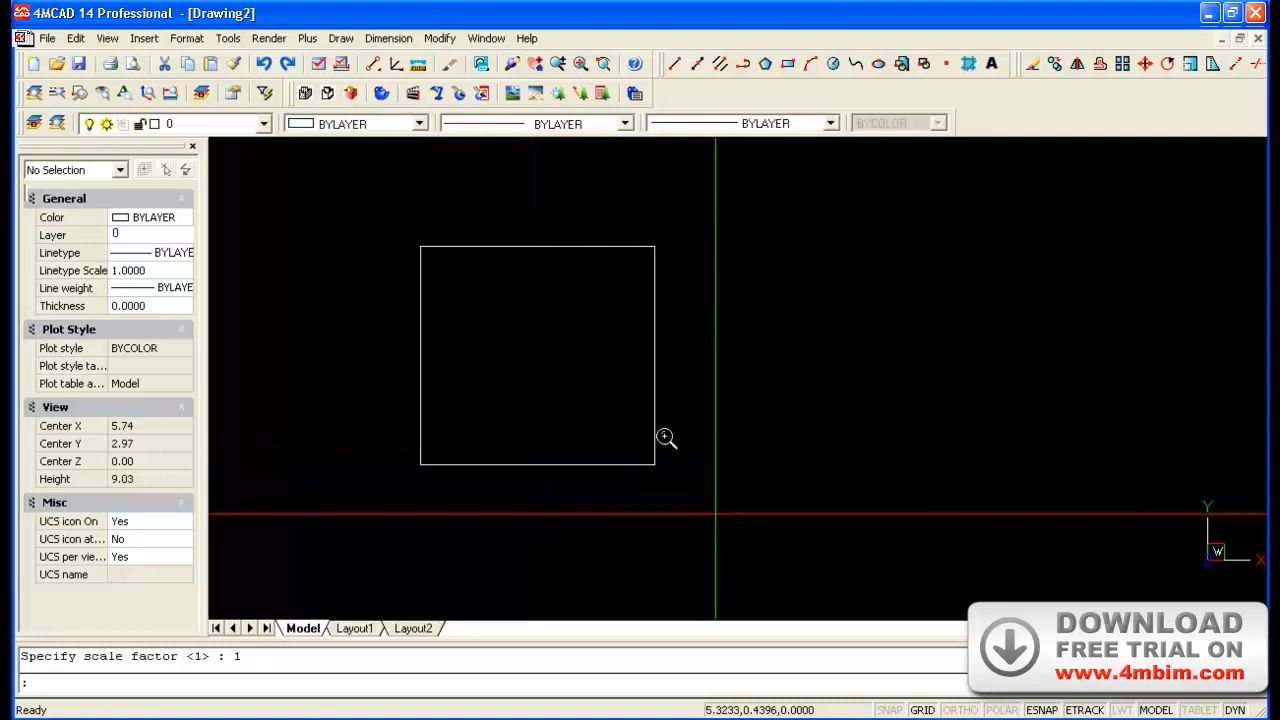 4MCAD 14 Professional - [Drawing2]
File Edit View Insert Format Tools Render Plus Draw Dimension Modify Window Help
0 BYLAYER BYLAYER BYLAYER BYCOLOR
No Selection
General
Color BYLAYER
Layer 0
Linetype BYLAYE
Linetype Scale 1.0000
Line weight BYLAYE
Thickness 0.0000
Plot Style
Plot style BYCOLOR
Plot style ta...
Plot table a... Model
View
Center X 5.74
Center Y 2.97
Center Z 0.00
Height 9.03
Misc
UCS icon On Yes
UCS icon at... No
UCS per vie... Yes
UCS name
Y
W
X
Model Layout1 Layout2
Specify scale factor <1> : 1
:
Ready 5.3233,0.4396,0.0000 SNAP GRID ORTHO POLAR ESNAP ETRACK LWT MODEL TABLET DYN
DOWNLOAD
FREE TRIAL ON
www.4mbim.com